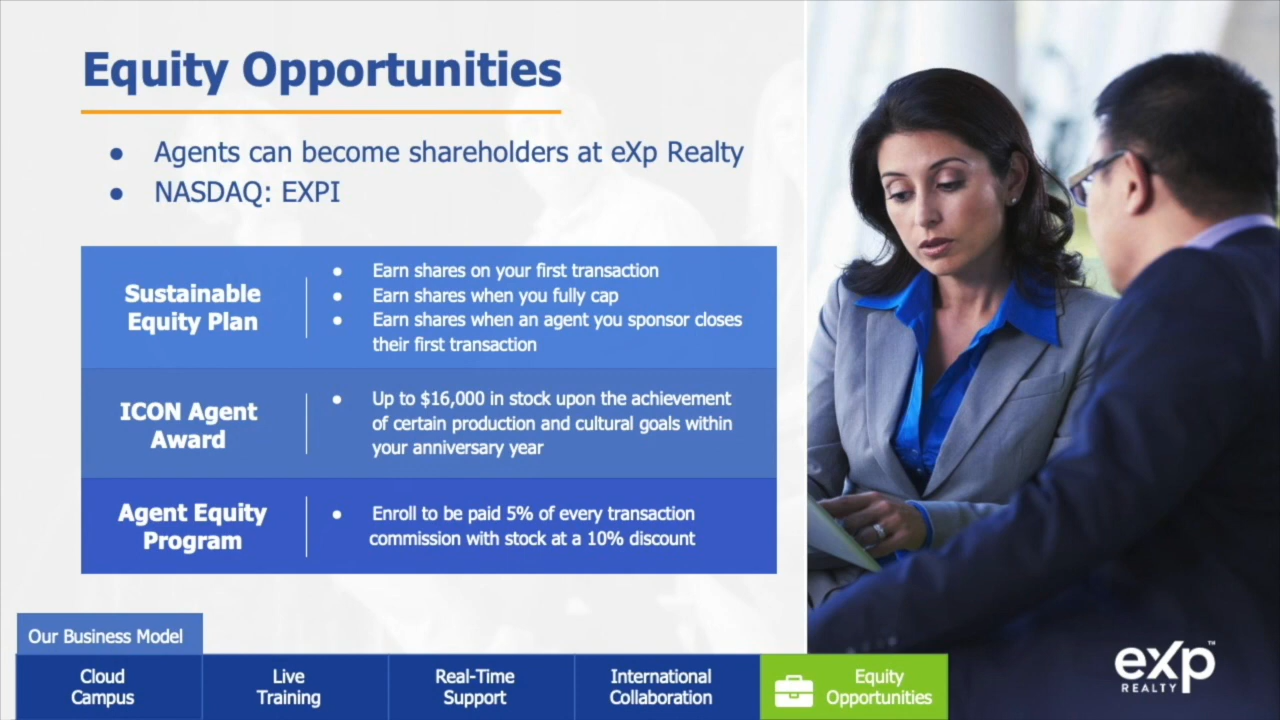 Equity Opportunities
● Agents can become shareholders at eXp Realty
● NASDAQ: EXPI
Sustainable
Equity Plan
● Earn shares on your first transaction
● Earn shares when you fully cap
● Earn shares when an agent you sponsor closes
their first transaction
ICON Agent
Award
● Up to $16,000 in stock upon the achievement
of certain production and cultural goals within
your anniversary year
Agent Equity
Program
● Enroll to be paid 5% of every transaction
commission with stock at a 10% discount
Our Business Model
Cloud
Campus
Live
Training
Real-Time
Support
International
Collaboration
Equity
Opportunities
eXp™
REALTY